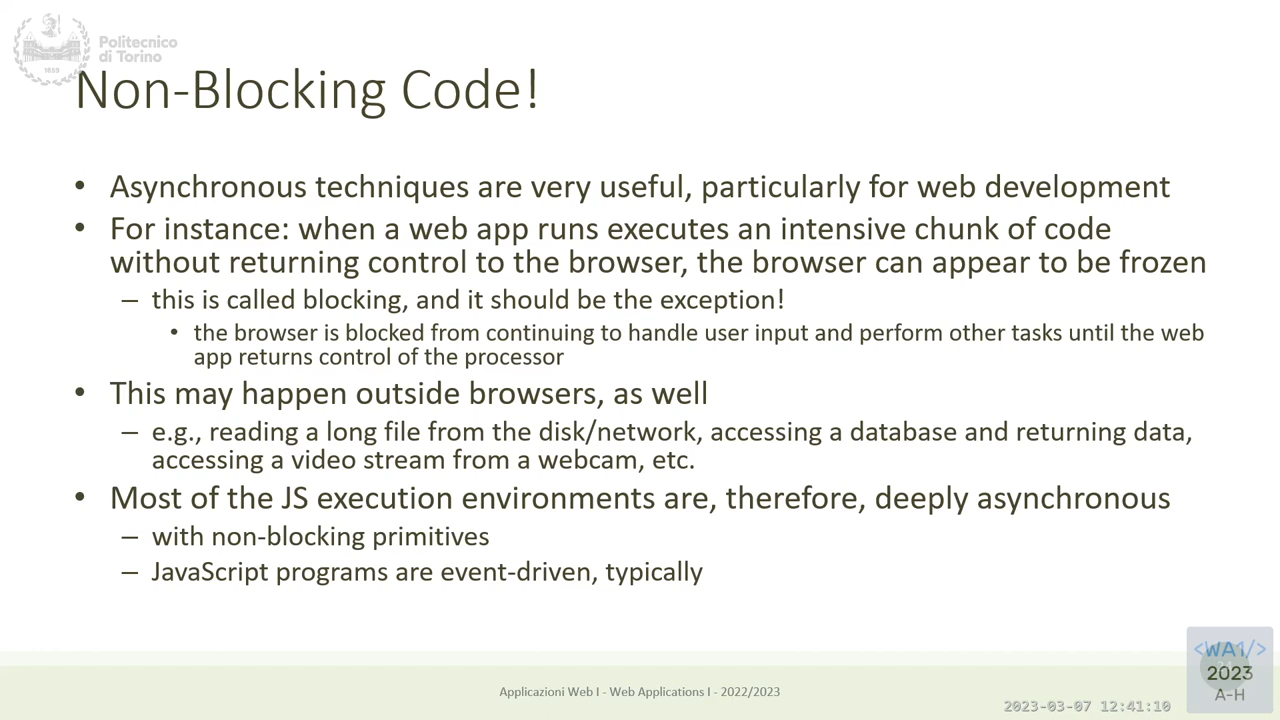 Politecnico
di Torino
1859
Non-Blocking Code!
• Asynchronous techniques are very useful, particularly for web development
• For instance: when a web app runs executes an intensive chunk of code
without returning control to the browser, the browser can appear to be frozen
– this is called blocking, and it should be the exception!
• the browser is blocked from continuing to handle user input and perform other tasks until the web
app returns control of the processor
• This may happen outside browsers, as well
– e.g., reading a long file from the disk/network, accessing a database and returning data,
accessing a video stream from a webcam, etc.
• Most of the JS execution environments are, therefore, deeply asynchronous
– with non-blocking primitives
– JavaScript programs are event-driven, typically
Applicazioni Web I - Web Applications I - 2022/2023
<WA1/>
2023
A-H
2023-03-07 12:41:10